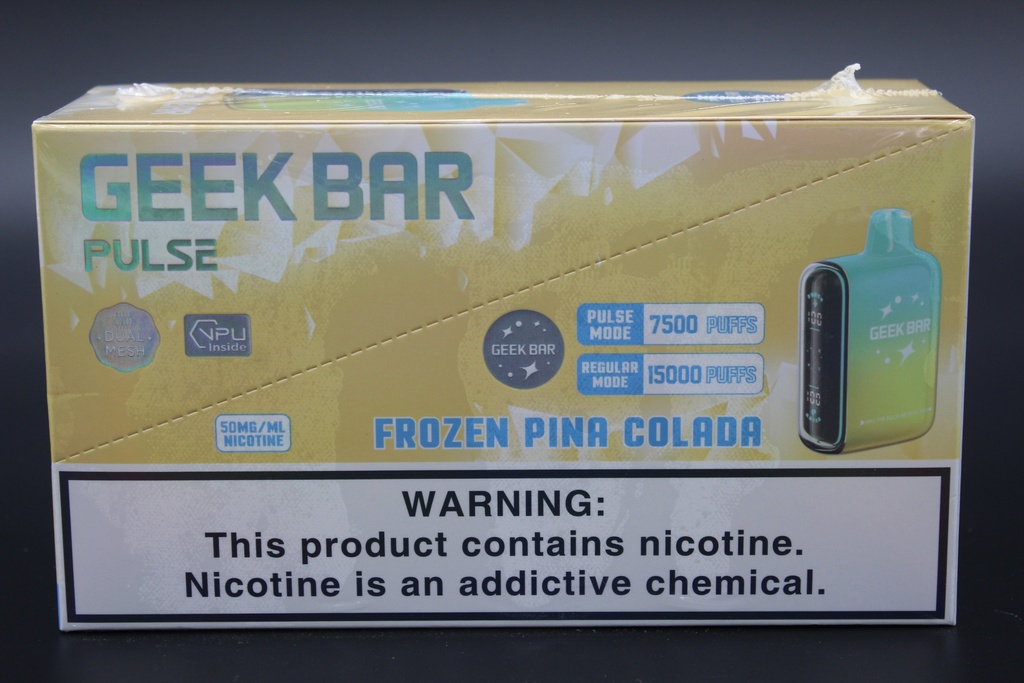 GEEK BAR
PULSE
DUAL
MESH
VPU
Inside
GEEK BAR
PULSE
MODE
7500 PUFFS
REGULAR
MODE
15000 PUFFS
GEEK BAR
50MG/ML
NICOTINE
FROZEN PINA COLADA
WARNING:
This product contains nicotine.
Nicotine is an addictive chemical.